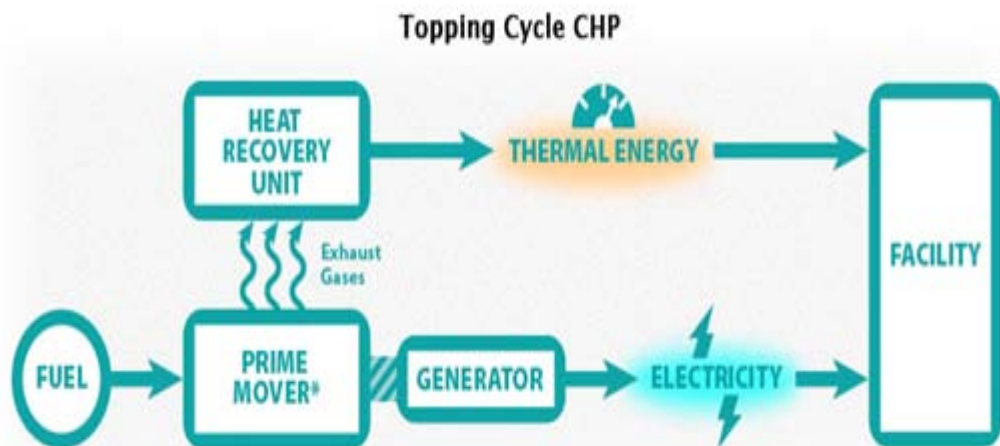 Topping Cycle CHP
HEAT
RECOVERY
UNIT
THERMAL ENERGY
Exhaust
Gases
FACILITY
FUEL
PRIME
MOVER*
GENERATOR
ELECTRICITY